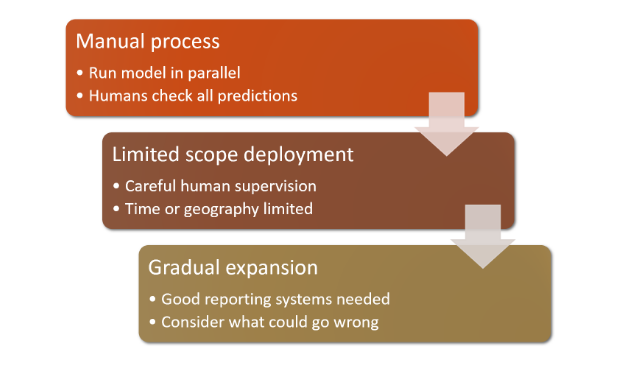 Manual process
• Run model in parallel
• Humans check all predictions
Limited scope deployment
• Careful human supervision
• Time or geography limited
Gradual expansion
• Good reporting systems needed
• Consider what could go wrong